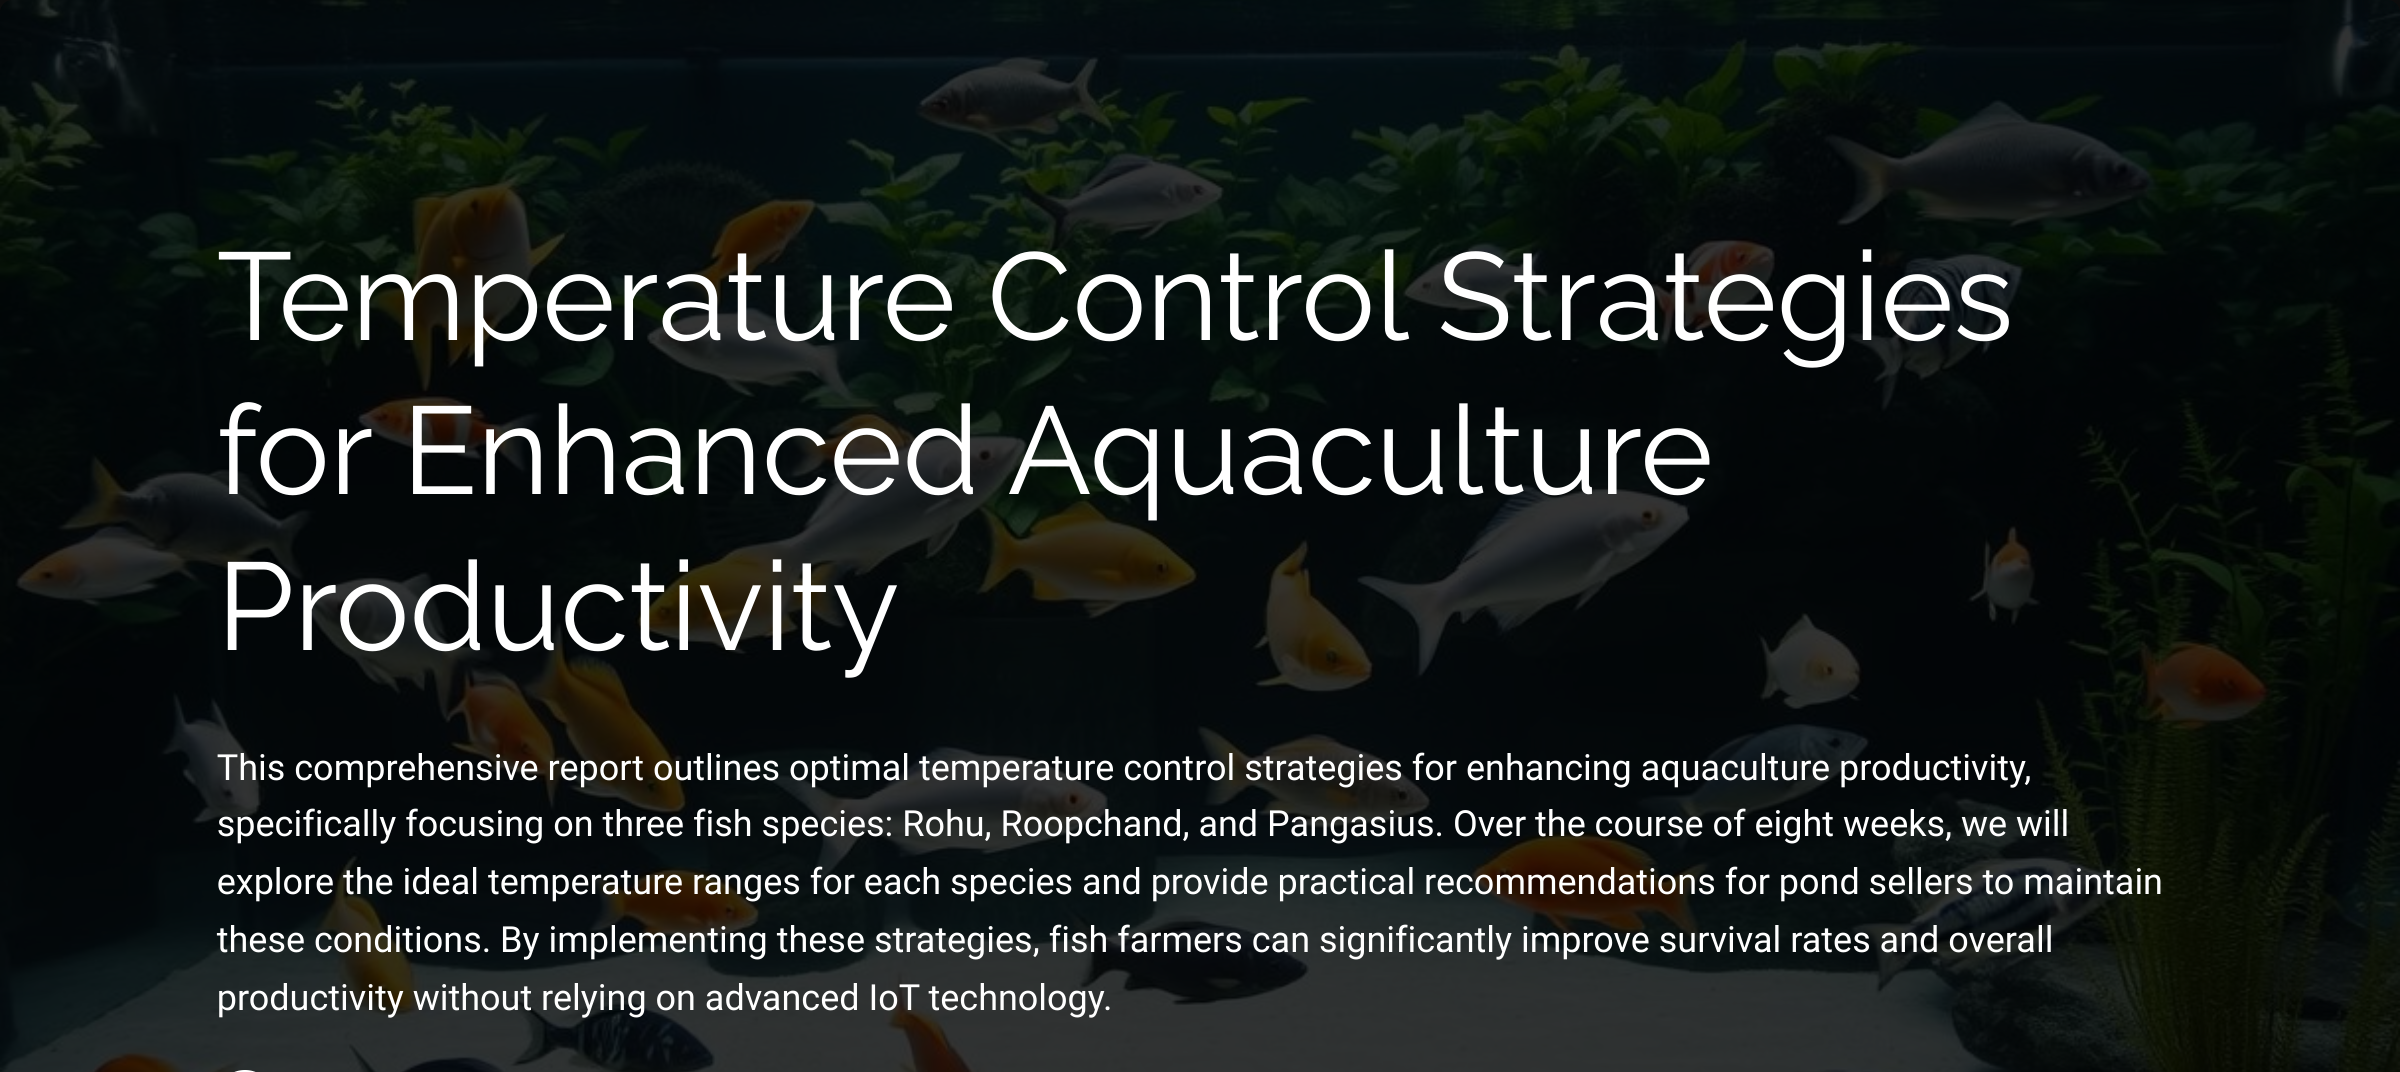 Temperature Control Strategies
for Enhanced Aquaculture
Productivity
This comprehensive report outlines optimal temperature control strategies for enhancing aquaculture productivity,
specifically focusing on three fish species: Rohu, Roopchand, and Pangasius. Over the course of eight weeks, we will
explore the ideal temperature ranges for each species and provide practical recommendations for pond sellers to maintain
these conditions. By implementing these strategies, fish farmers can significantly improve survival rates and overall
productivity without relying on advanced IoT technology.